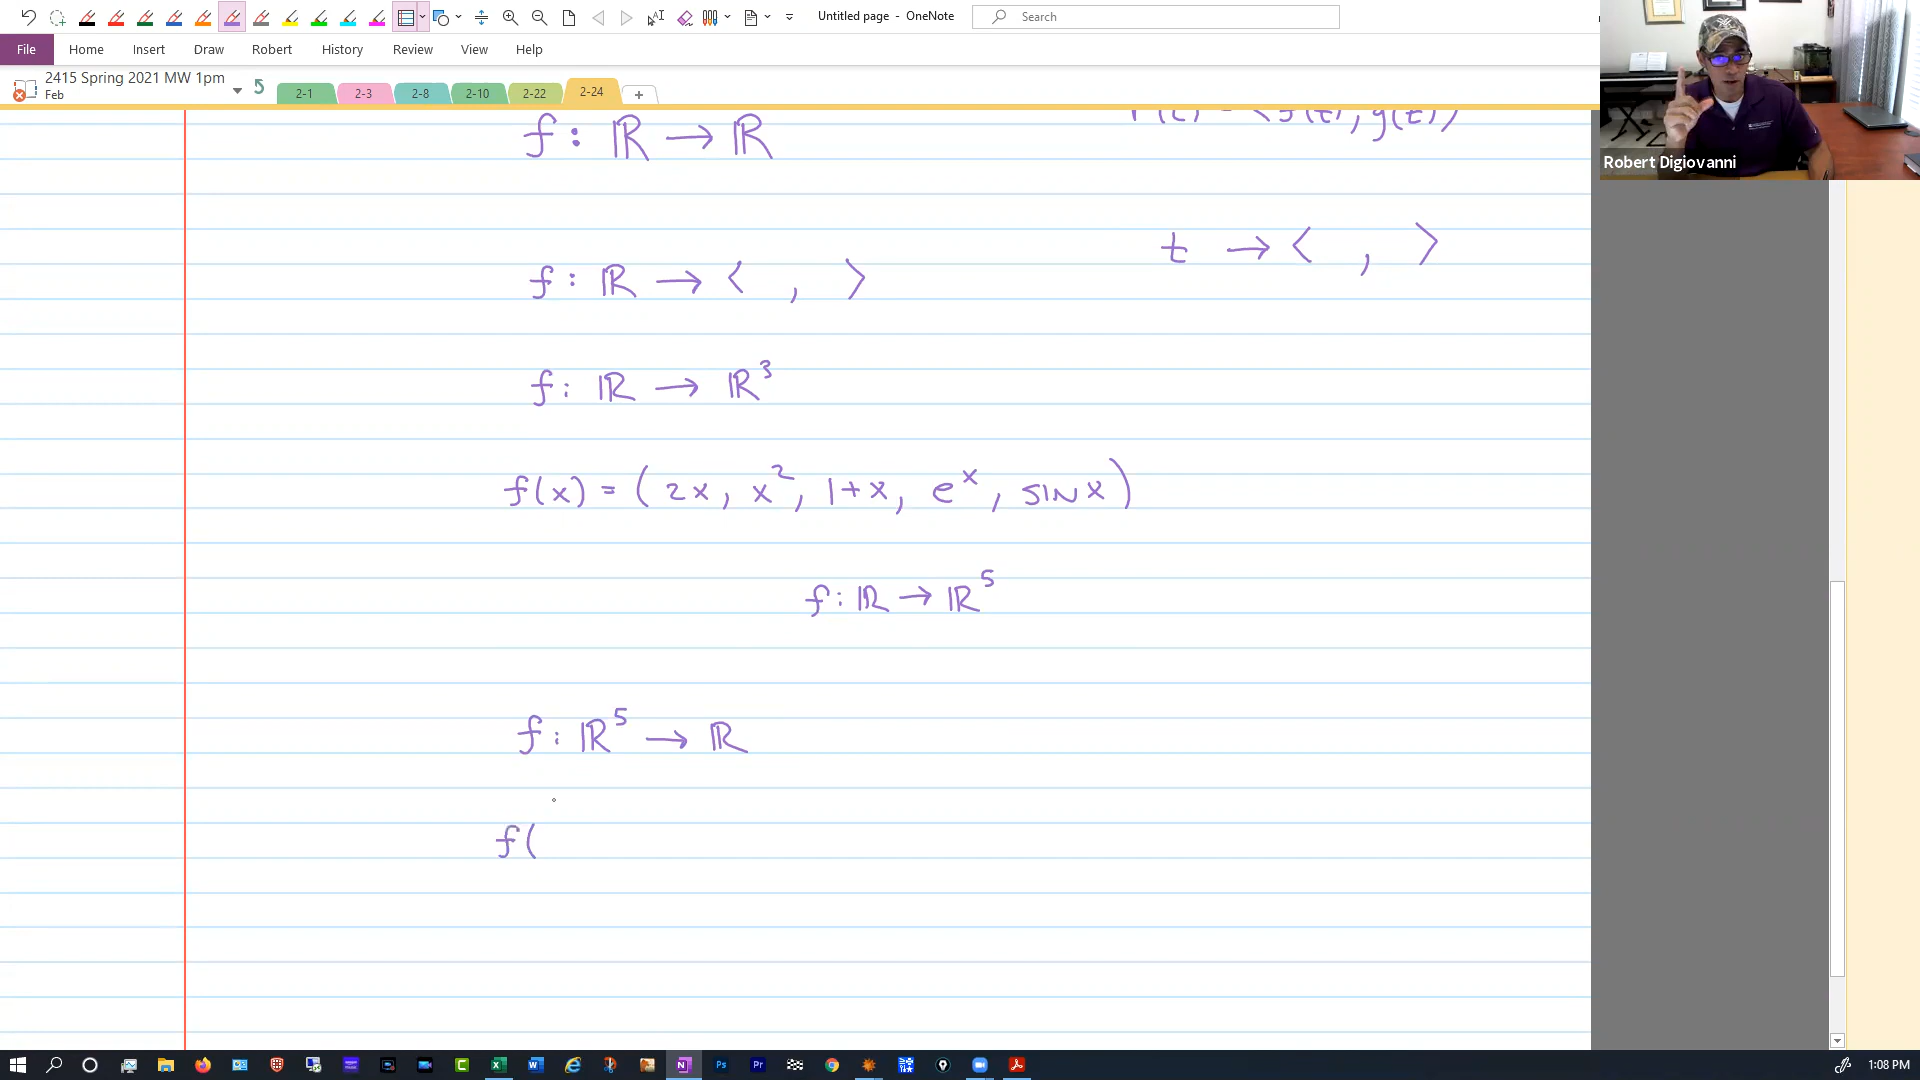 Untitled page - OneNote
Search
File Home Insert Draw Robert History Review View Help
2415 Spring 2021 MW 1pm
Feb
2-1 2-3 2-8 2-10 2-22 2-24 +
Robert Digiovanni
f : ℝ → ℝ
t → ⟨ , ⟩
f : ℝ → ⟨ , ⟩
f : ℝ → ℝ³
f(x) = ( 2x, x², 1+x, eˣ, sin x )
f : ℝ → ℝ⁵
f : ℝ⁵ → ℝ
f(
1:08 PM